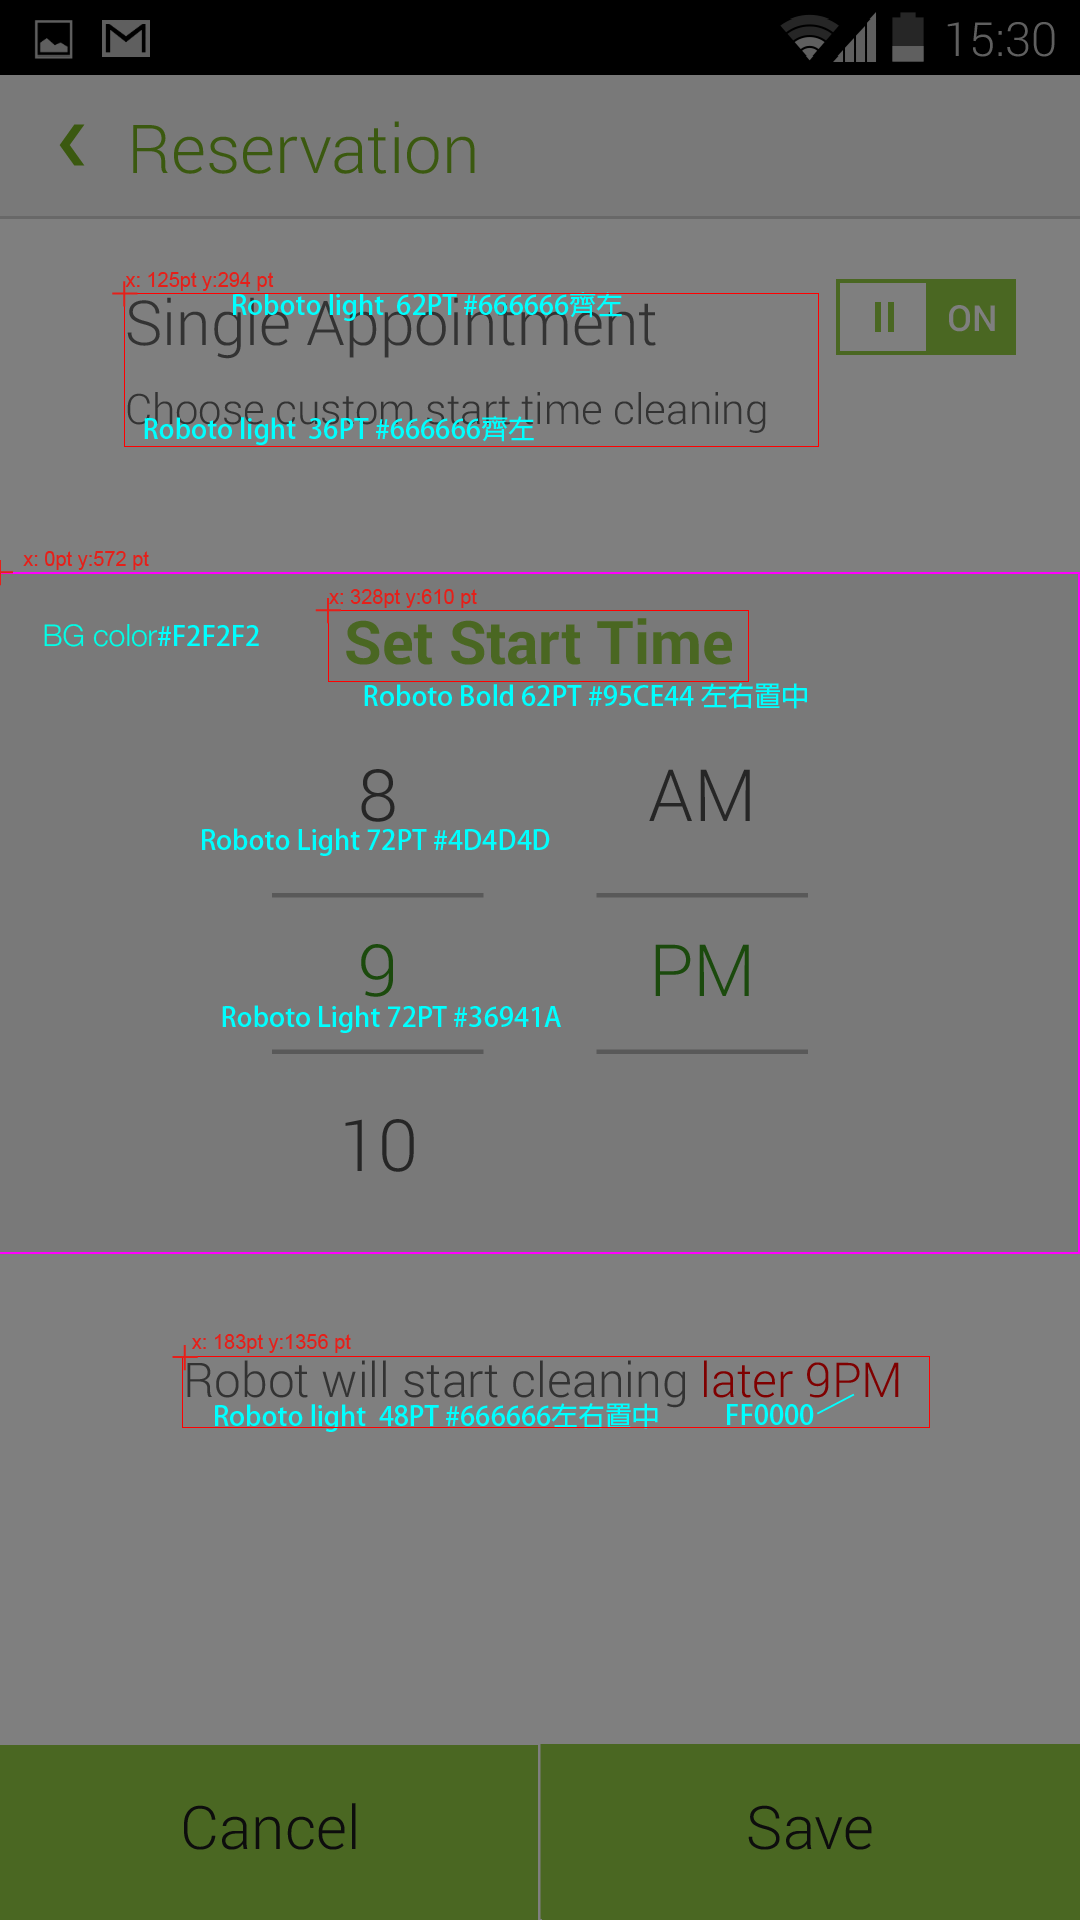 15:30
Reservation
x: 125pt y:294 pt
Roboto light 62PT #666666齊左
Single Appointment
ON
Choose custom start time cleaning
Roboto light 36PT #666666齊左
x: 0pt y:572 pt
x: 328pt y:610 pt
BG color#F2F2F2
Set Start Time
Roboto Bold 62PT #95CE44 左右置中
8 AM
Roboto Light 72PT #4D4D4D
9 PM
Roboto Light 72PT #36941A
10
x: 183pt y:1356 pt
Robot will start cleaning later 9PM
Roboto light 48PT #666666左右置中 FF0000
Cancel Save